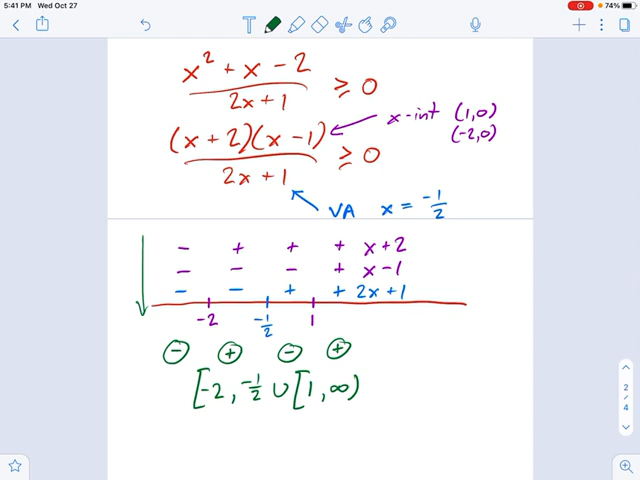 5:41 PM Wed Oct 27
74%
x² + x - 2
2x + 1
≥ 0
x-int (1,0)
(-2,0)
(x + 2)(x - 1)
2x + 1
≥ 0
VA x = -1/2
- + + + x + 2
- - - + x - 1
- - + + 2x + 1
-2 -1/2 1
- + - +
[-2, -1/2 ∪ [1, ∞)
2
/
4